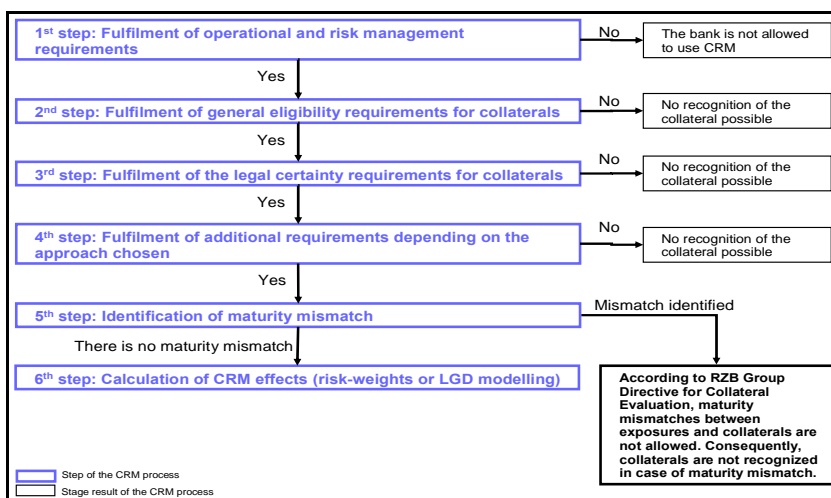 1st step: Fulfilment of operational and risk management
requirements
No
The bank is not allowed
to use CRM
Yes
2nd step: Fulfilment of general eligibility requirements for collaterals
No
No recognition of the
collateral possible
Yes
3rd step: Fulfilment of the legal certainty requirements for collaterals
No
No recognition of the
collateral possible
Yes
4th step: Fulfilment of additional requirements depending on the
approach chosen
No
No recognition of the
collateral possible
Yes
5th step: Identification of maturity mismatch
Mismatch identified
There is no maturity mismatch
6th step: Calculation of CRM effects (risk-weights or LGD modelling)
According to RZB Group
Directive for Collateral
Evaluation, maturity
mismatches between
exposures and collaterals are
not allowed. Consequently,
collaterals are not recognized
in case of maturity mismatch.
Step of the CRM process
Stage result of the CRM process